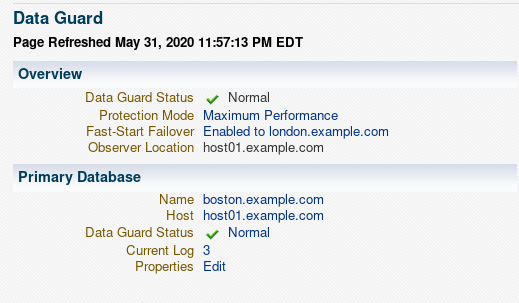 Data Guard
Page Refreshed May 31, 2020 11:57:13 PM EDT
Overview
Data Guard Status Normal
Protection Mode Maximum Performance
Fast-Start Failover Enabled to london.example.com
Observer Location host01.example.com
Primary Database
Name boston.example.com
Host host01.example.com
Data Guard Status Normal
Current Log 3
Properties Edit